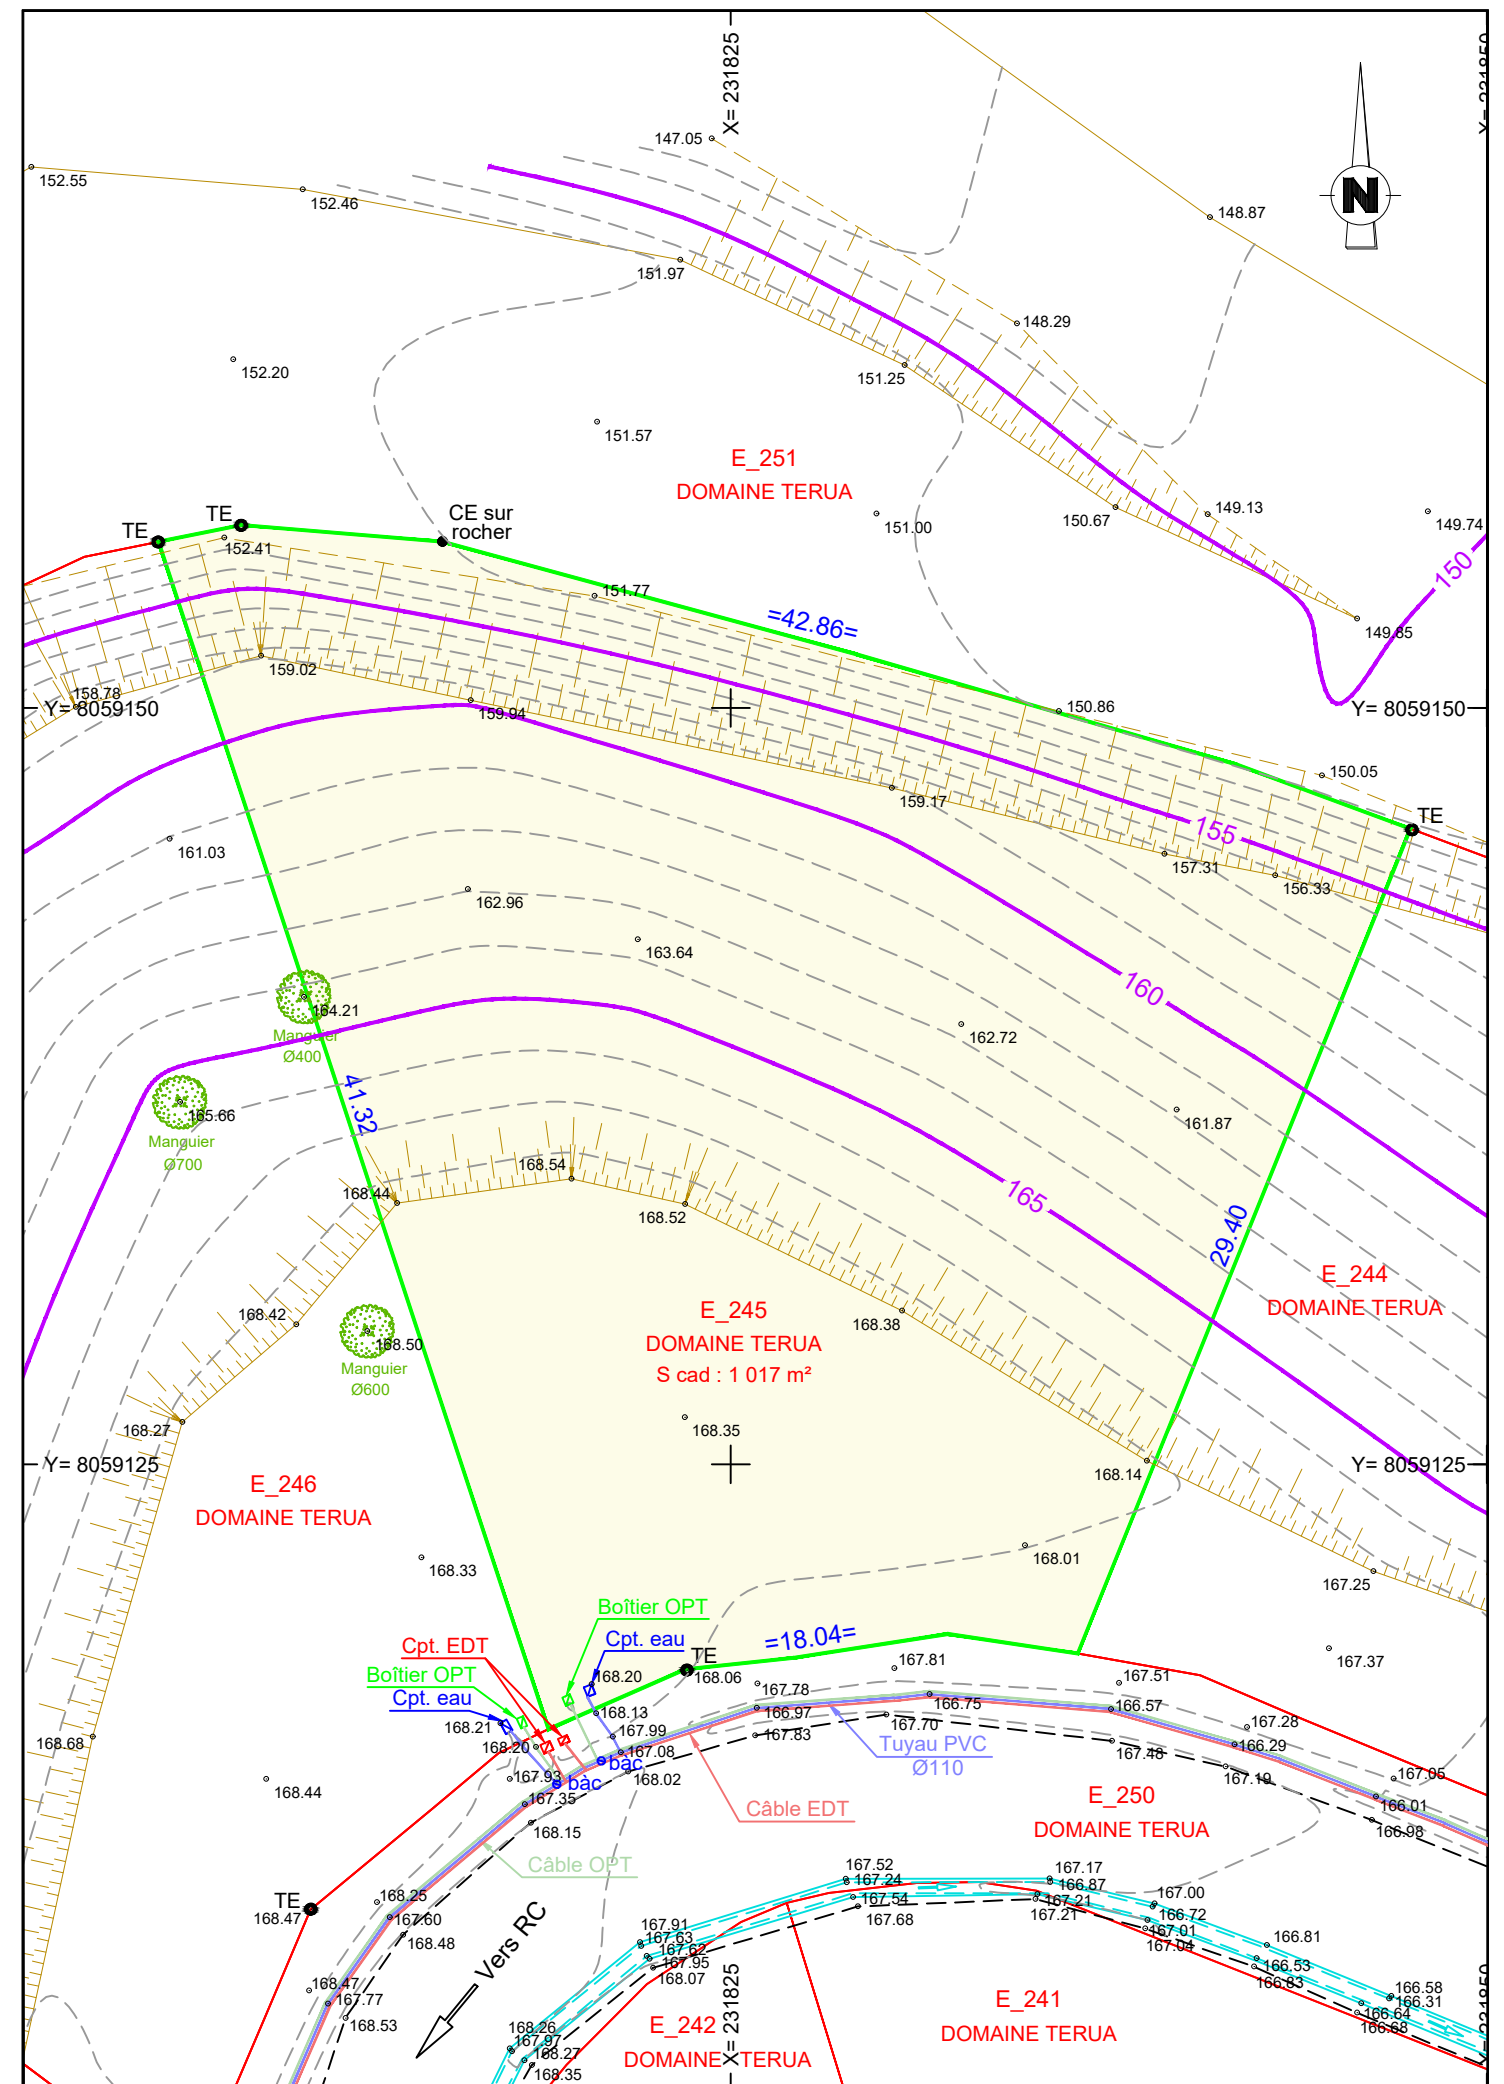 X= 231825
X= 231850
147.05
N
152.55
152.46
148.87
151.97
148.29
152.20
151.25
151.57
E_251
DOMAINE TERUA
150.67
149.13
149.74
151.00
TE
TE
CE sur
rocher
152.41
150
151.77
=42.86=
149.85
159.02
158.78
Y= 8059150
159.94
150.86
Y= 8059150
150.05
159.17
155
TE
161.03
157.31
156.33
162.96
163.64
160
164.21
Manguier
Ø400
162.72
41.32
165.66
Manguier
Ø700
161.87
168.54
168.44
168.52
165
29.40
E_244
DOMAINE TERUA
168.42
168.50
Manguier
Ø600
E_245
DOMAINE TERUA
S cad : 1 017 m²
168.38
168.27
168.35
Y= 8059125
168.14
Y= 8059125
E_246
DOMAINE TERUA
168.33
168.01
167.25
Boîtier OPT
Cpt. EDT
Cpt. eau
=18.04=
TE
Boîtier OPT
168.20
168.06
167.81
167.51
167.37
Cpt. eau
167.78
168.21
168.13
166.97
166.75
166.57
167.28
168.68
168.20
167.99
167.83
167.70
167.48
166.29
167.08
bàc
Tuyau PVC
Ø110
167.19
168.44
167.93
bàc
168.02
167.05
167.35
E_250
DOMAINE TERUA
166.01
168.15
Câble EDT
166.98
Câble OPT
167.52
167.24
167.17
166.87
TE
168.47
168.25
167.60
167.54
167.68
167.21
167.21
167.00
166.72
168.48
Vers RC
167.91
167.63
167.62
167.95
168.07
167.01
167.04
166.81
166.53
166.83
168.47
167.77
168.53
E_241
DOMAINE TERUA
166.58
166.31
166.64
166.68
168.26
167.97
168.27
168.35
E_242
DOMAINE TERUA
X= 231825
231850